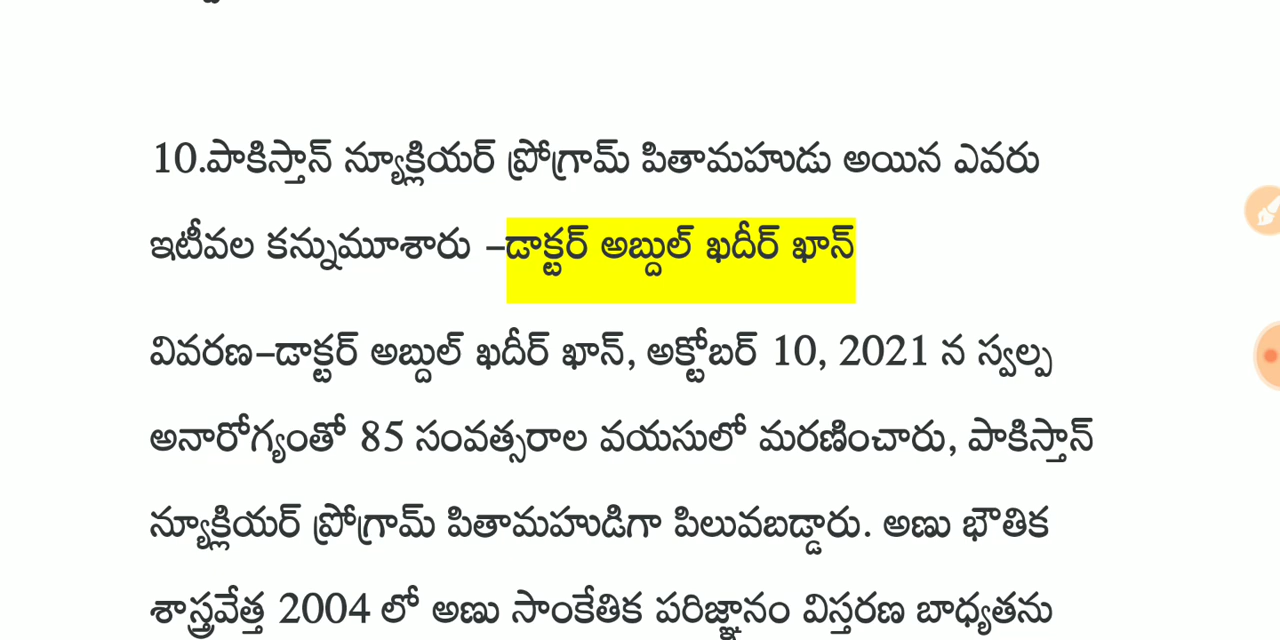 10.పాకిస్తాన్ న్యూక్లియర్ ప్రోగ్రామ్ పితామహుడు అయిన ఎవరు
ఇటీవల కన్నుమూశారు –డాక్టర్ అబ్దుల్ ఖదీర్ ఖాన్
వివరణ–డాక్టర్ అబ్దుల్ ఖదీర్ ఖాన్, అక్టోబర్ 10, 2021 న స్వల్ప
అనారోగ్యంతో 85 సంవత్సరాల వయసులో మరణించారు, పాకిస్తాన్
న్యూక్లియర్ ప్రోగ్రామ్ పితామహుడిగా పిలువబడ్డారు. అణు భౌతిక
శాస్త్రవేత్త 2004 లో అణు సాంకేతిక పరిజ్ఞానం విస్తరణ బాధ్యతను